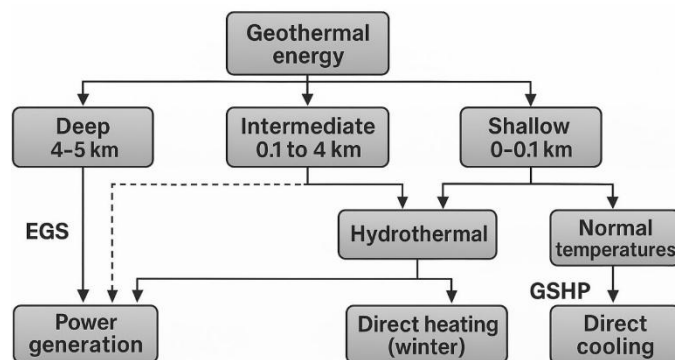 Geothermal
energy
Deep
4–5 km
Intermediate
0.1 to 4 km
Shallow
0–0.1 km
EGS
Hydrothermal
Normal
temperatures
GSHP
Power
generation
Direct heating
(winter)
Direct
cooling